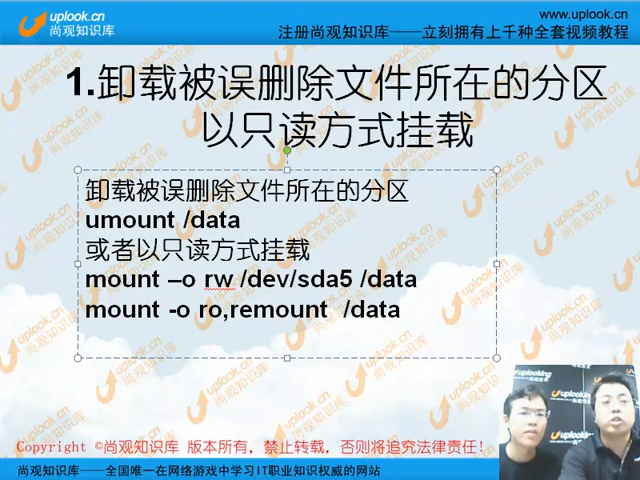 uplook.cn
尚观知识库
www.uplook.cn
注册尚观知识库——立刻拥有上千种全套视频教程
1.卸载被误删除文件所在的分区
以只读方式挂载
卸载被误删除文件所在的分区
umount /data
或者以只读方式挂载
mount –o rw /dev/sda5 /data
mount -o ro,remount  /data
uplooking
uplooking
Copyright ©尚观知识库 版本所有，禁止转载，否则将追究法律责任！
尚观知识库——全国唯一在网络游戏中学习IT职业知识权威的网站